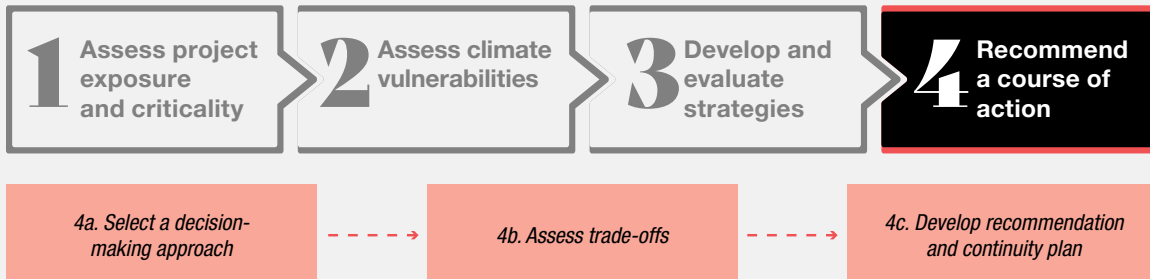 1 Assess project
exposure
and criticality
2 Assess climate
vulnerabilities
3 Develop and
evaluate
strategies
4 Recommend
a course of
action
4a. Select a decision-
making approach
4b. Assess trade-offs
4c. Develop recommendation
and continuity plan